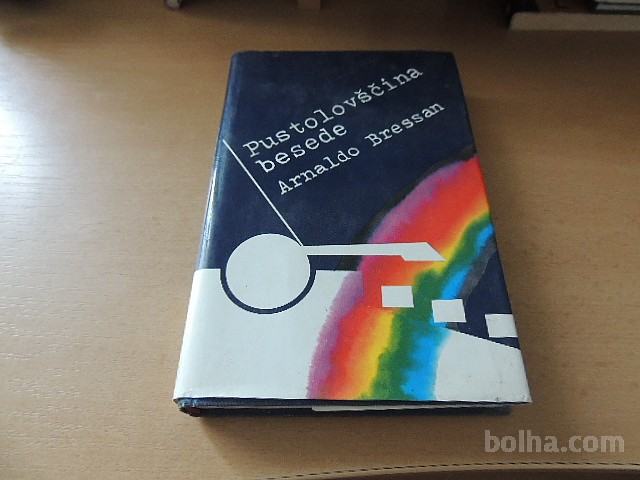 Pustolovščina
besede
Arnaldo Bressan
bolha.com